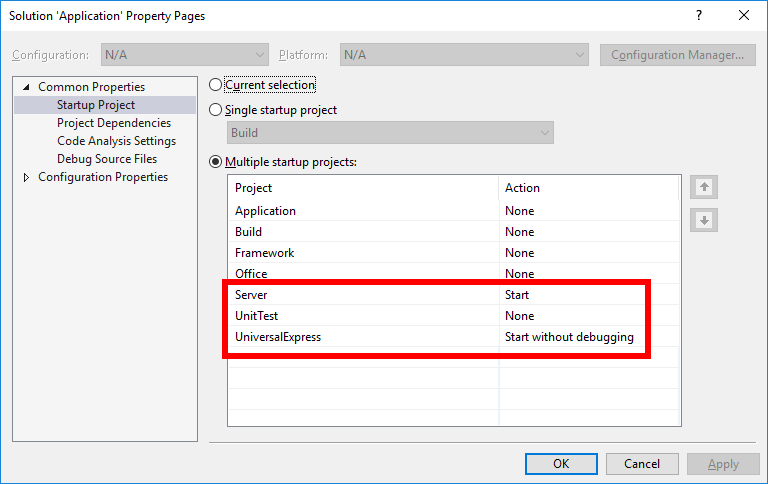 Solution 'Application' Property Pages
?
Configuration: N/A Platform: N/A Configuration Manager...
Common Properties
Startup Project
Project Dependencies
Code Analysis Settings
Debug Source Files
Configuration Properties
Current selection
Single startup project
Build
Multiple startup projects:
Project Action
Application None
Build None
Framework None
Office None
Server Start
UnitTest None
UniversalExpress Start without debugging
OK Cancel Apply